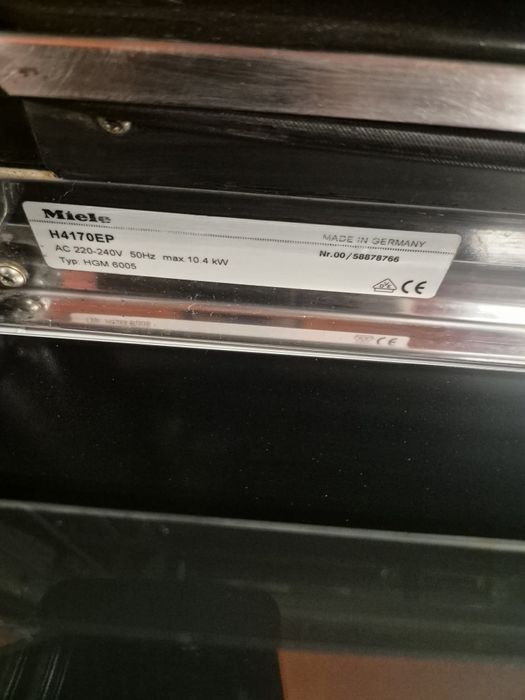 Miele
H4170EP
MADE IN GERMANY
AC 220-240V 50Hz max 10.4 kW
Nr.00/58878766
Typ: HGM 6005
CE